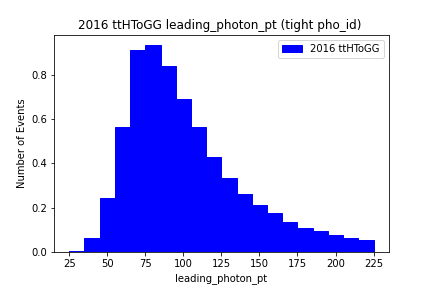 2016 ttHToGG leading_photon_pt (tight pho_id)
2016 ttHToGG
Number of Events
0.8
0.6
0.4
0.2
0.0
25 50 75 100 125 150 175 200 225
leading_photon_pt